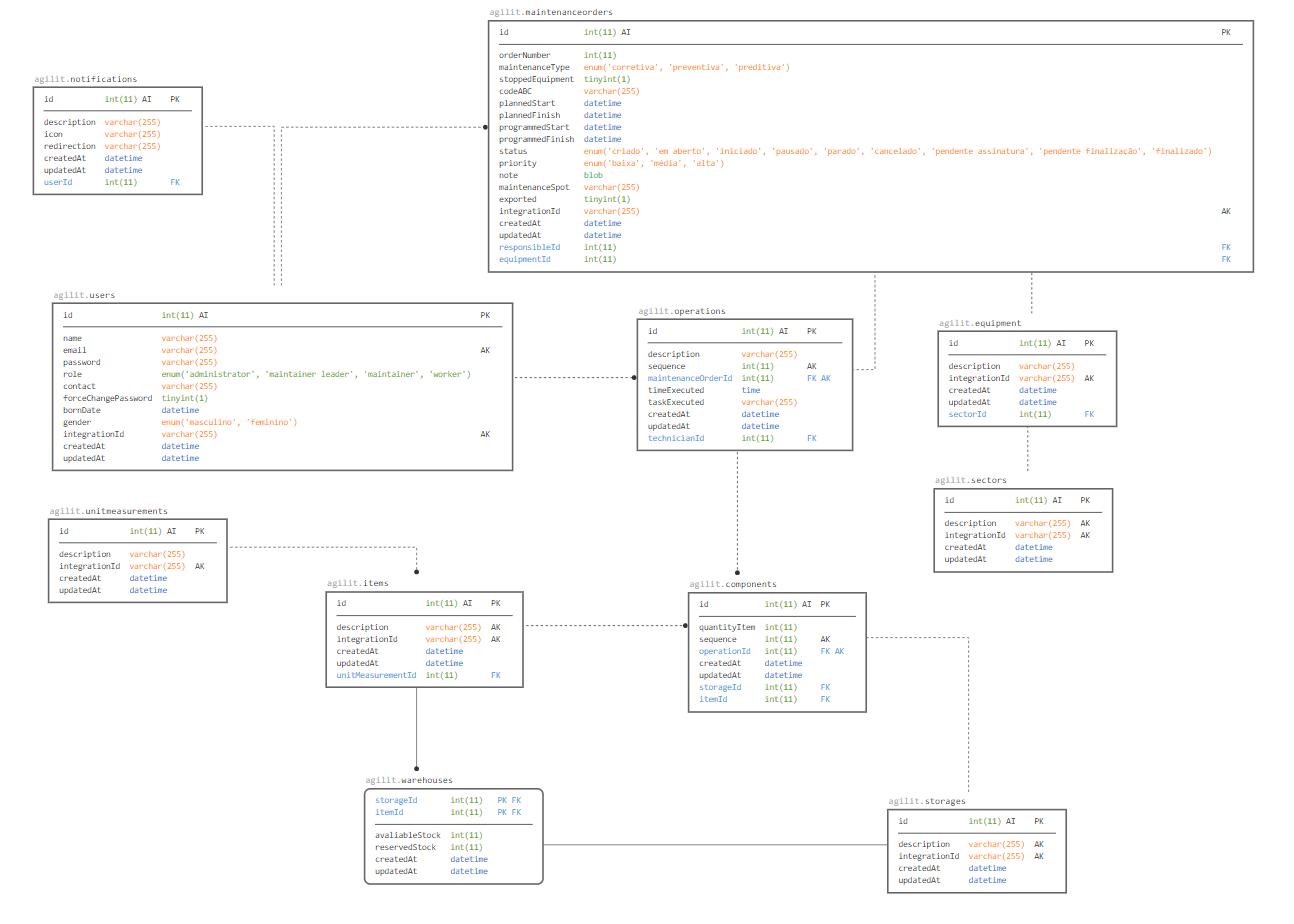 agilit.maintenanceorders
id int(11) AI PK
orderNumber int(11)
maintenanceType enum('corretiva', 'preventiva', 'preditiva')
stoppedEquipment tinyint(1)
codeABC varchar(255)
plannedStart datetime
plannedFinish datetime
programmedStart datetime
programmedFinish datetime
status enum('criado', 'em aberto', 'iniciado', 'pausado', 'parado', 'cancelado', 'pendente assinatura', 'pendente finalização', 'finalizado')
priority enum('baixa', 'média', 'alta')
note blob
maintenanceSpot varchar(255)
exported tinyint(1)
integrationId varchar(255) AK
createdAt datetime
updatedAt datetime
responsibleId int(11) FK
equipmentId int(11) FK
agilit.notifications
id int(11) AI PK
description varchar(255)
icon varchar(255)
redirection varchar(255)
createdAt datetime
updatedAt datetime
userId int(11) FK
agilit.users
id int(11) AI PK
name varchar(255)
email varchar(255) AK
password varchar(255)
role enum('administrator', 'maintainer leader', 'maintainer', 'worker')
contact varchar(255)
forceChangePassword tinyint(1)
bornDate datetime
gender enum('masculino', 'feminino')
integrationId varchar(255) AK
createdAt datetime
updatedAt datetime
agilit.operations
id int(11) AI PK
description varchar(255)
sequence int(11) AK
maintenanceOrderId int(11) FK AK
timeExecuted time
taskExecuted varchar(255)
createdAt datetime
updatedAt datetime
technicianId int(11) FK
agilit.equipment
id int(11) AI PK
description varchar(255)
integrationId varchar(255) AK
createdAt datetime
updatedAt datetime
sectorId int(11) FK
agilit.sectors
id int(11) AI PK
description varchar(255) AK
integrationId varchar(255) AK
createdAt datetime
updatedAt datetime
agilit.unitmeasurements
id int(11) AI PK
description varchar(255)
integrationId varchar(255) AK
createdAt datetime
updatedAt datetime
agilit.items
id int(11) AI PK
description varchar(255) AK
integrationId varchar(255) AK
createdAt datetime
updatedAt datetime
unitMeasurementId int(11) FK
agilit.components
id int(11) AI PK
quantityItem int(11)
sequence int(11) AK
operationId int(11) FK AK
createdAt datetime
updatedAt datetime
storageId int(11) FK
itemId int(11) FK
agilit.warehouses
storageId int(11) PK FK
itemId int(11) PK FK
avaliableStock int(11)
reservedStock int(11)
createdAt datetime
updatedAt datetime
agilit.storages
id int(11) AI PK
description varchar(255) AK
integrationId varchar(255) AK
createdAt datetime
updatedAt datetime